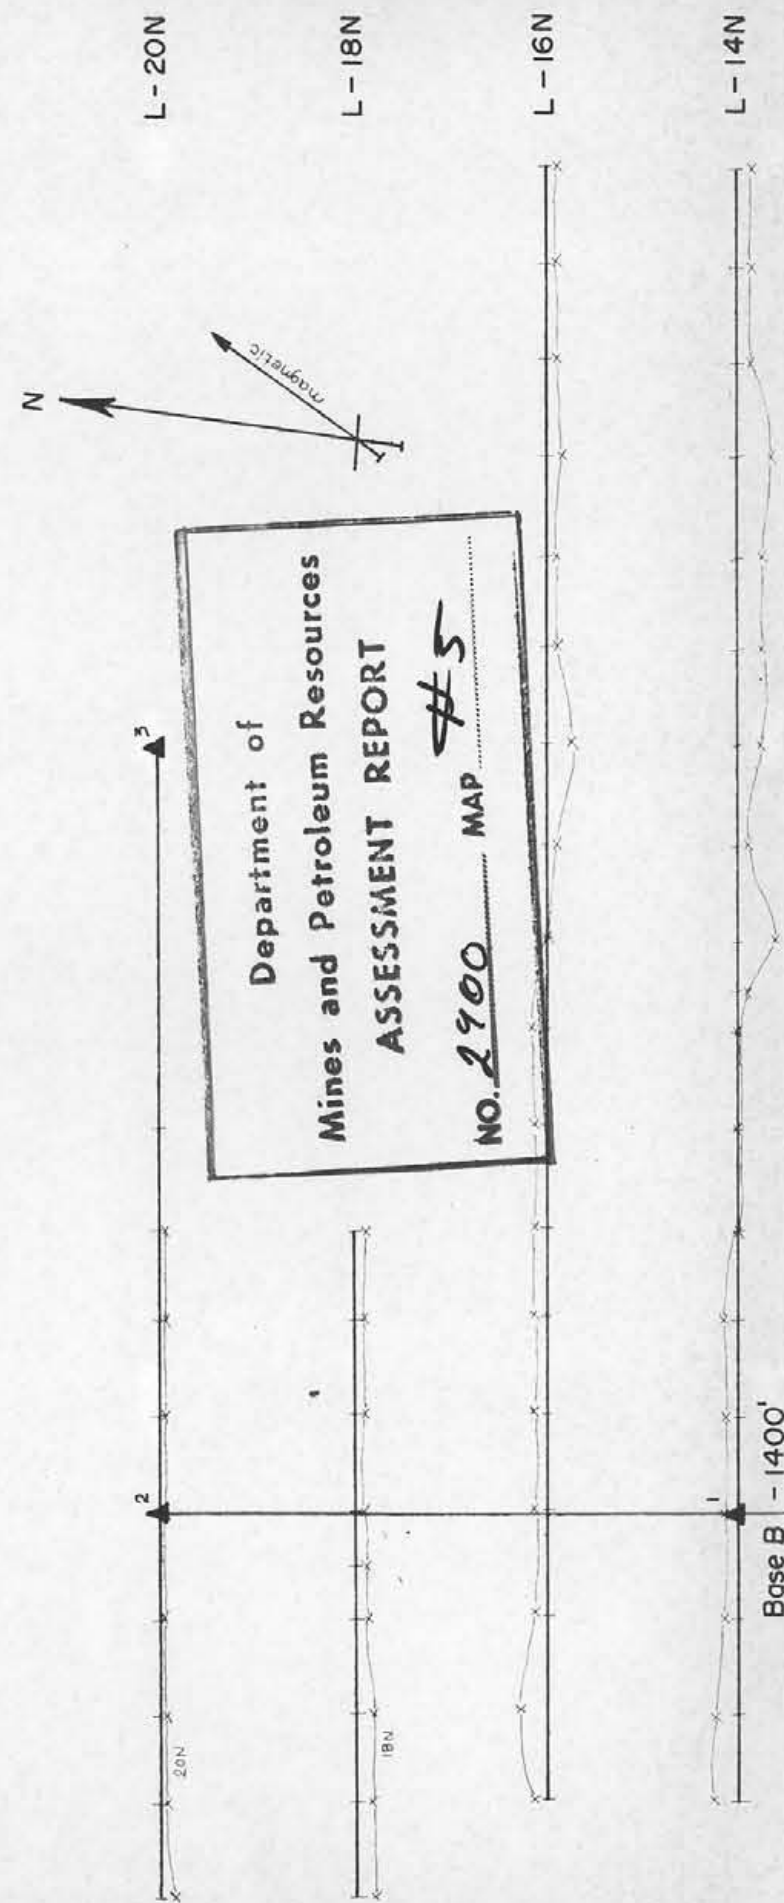 L-20N
L-18N
L-16N
L-14N
N
magnetic
3
Department of
Mines and Petroleum Resources
ASSESSMENT REPORT
NO. 2900 MAP #5
2
1
Base B - 1400'
20N
18N